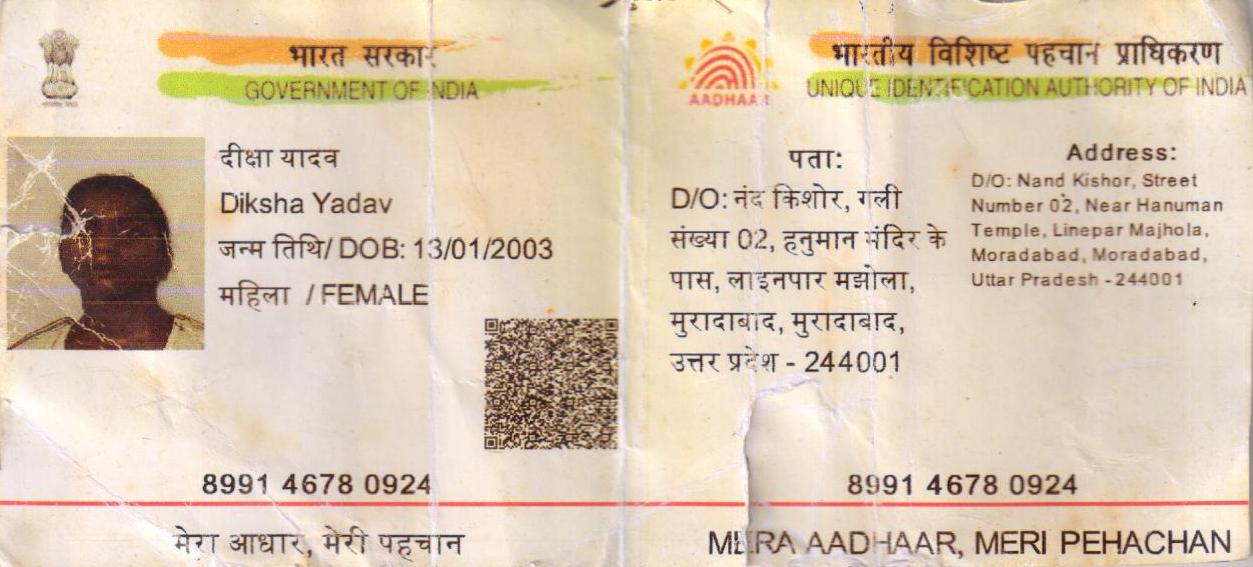 भारत सरकार
GOVERNMENT OF INDIA
दीक्षा यादव
Diksha Yadav
जन्म तिथि/ DOB: 13/01/2003
महिला / FEMALE
8991 4678 0924
मेरा आधार, मेरी पहचान
भारतीय विशिष्ट पहचान प्राधिकरण
UNIQUE IDENTIFICATION AUTHORITY OF INDIA
AADHAAR
पता:
D/O: नंद किशोर, गली
संख्या 02, हनुमान मंदिर के
पास, लाइनपार मझोला,
मुरादाबाद, मुरादाबाद,
उत्तर प्रदेश - 244001
Address:
D/O: Nand Kishor, Street
Number 02, Near Hanuman
Temple, Linepar Majhola,
Moradabad, Moradabad,
Uttar Pradesh - 244001
8991 4678 0924
MERA AADHAAR, MERI PEHACHAN